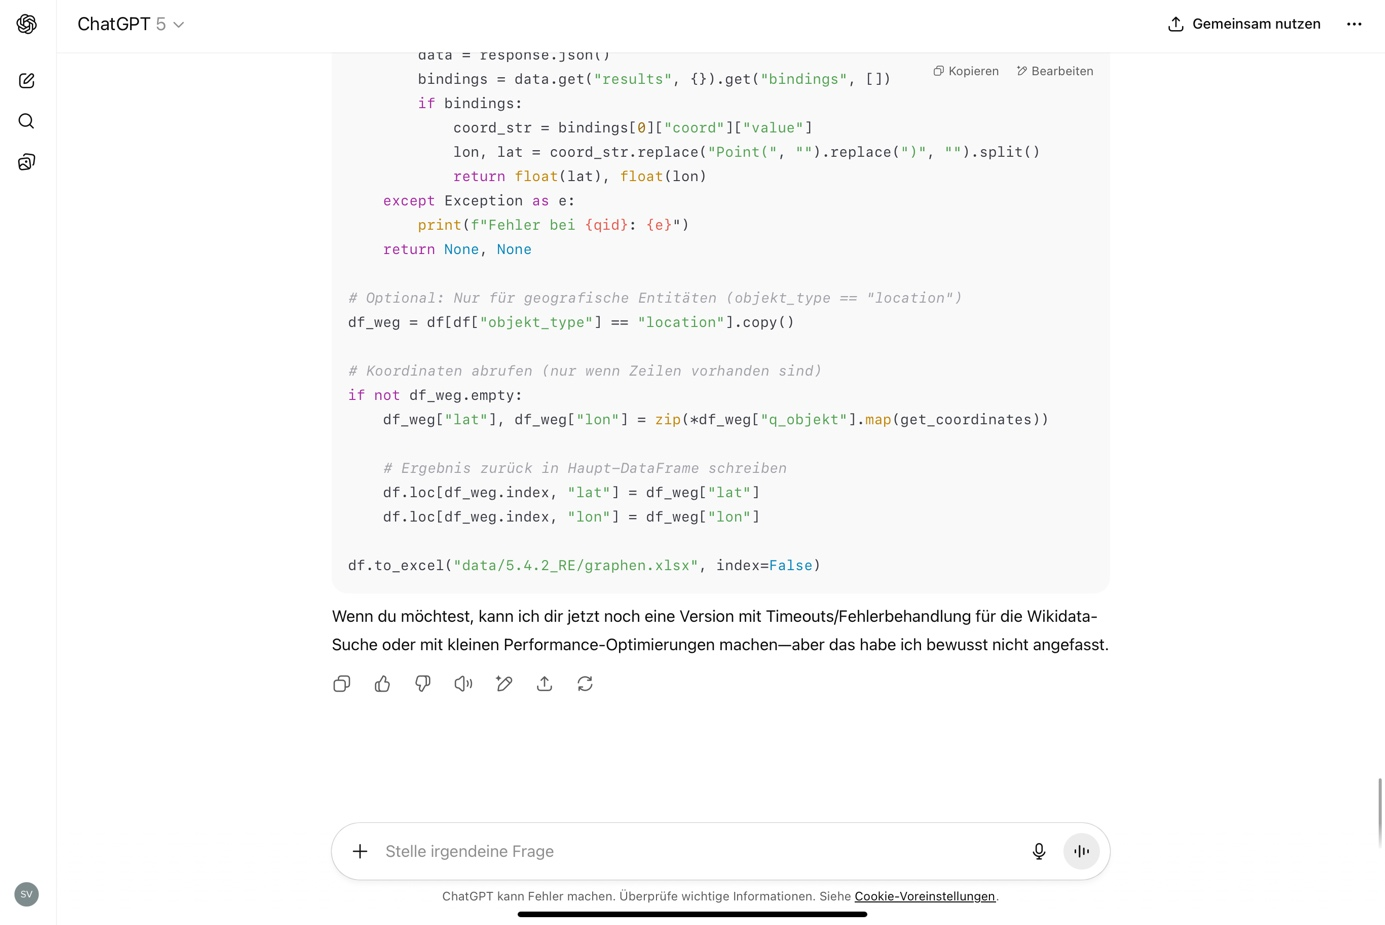 ChatGPT 5
Gemeinsam nutzen
data = response.json()
Kopieren
Bearbeiten
bindings = data.get("results", {}).get("bindings", [])
if bindings:
coord_str = bindings[0]["coord"]["value"]
lon, lat = coord_str.replace("Point(", "").replace(")", "").split()
return float(lat), float(lon)
except Exception as e:
print(f"Fehler bei {qid}: {e}")
return None, None
# Optional: Nur für geografische Entitäten (objekt_type == "location")
df_weg = df[df["objekt_type"] == "location"].copy()
# Koordinaten abrufen (nur wenn Zeilen vorhanden sind)
if not df_weg.empty:
df_weg["lat"], df_weg["lon"] = zip(*df_weg["q_objekt"].map(get_coordinates))
# Ergebnis zurück in Haupt-DataFrame schreiben
df.loc[df_weg.index, "lat"] = df_weg["lat"]
df.loc[df_weg.index, "lon"] = df_weg["lon"]
df.to_excel("data/5.4.2_RE/graphen.xlsx", index=False)
Wenn du möchtest, kann ich dir jetzt noch eine Version mit Timeouts/Fehlerbehandlung für die Wikidata-
Suche oder mit kleinen Performance-Optimierungen machen—aber das habe ich bewusst nicht angefasst.
Stelle irgendeine Frage
SV
ChatGPT kann Fehler machen. Überprüfe wichtige Informationen. Siehe Cookie-Voreinstellungen.